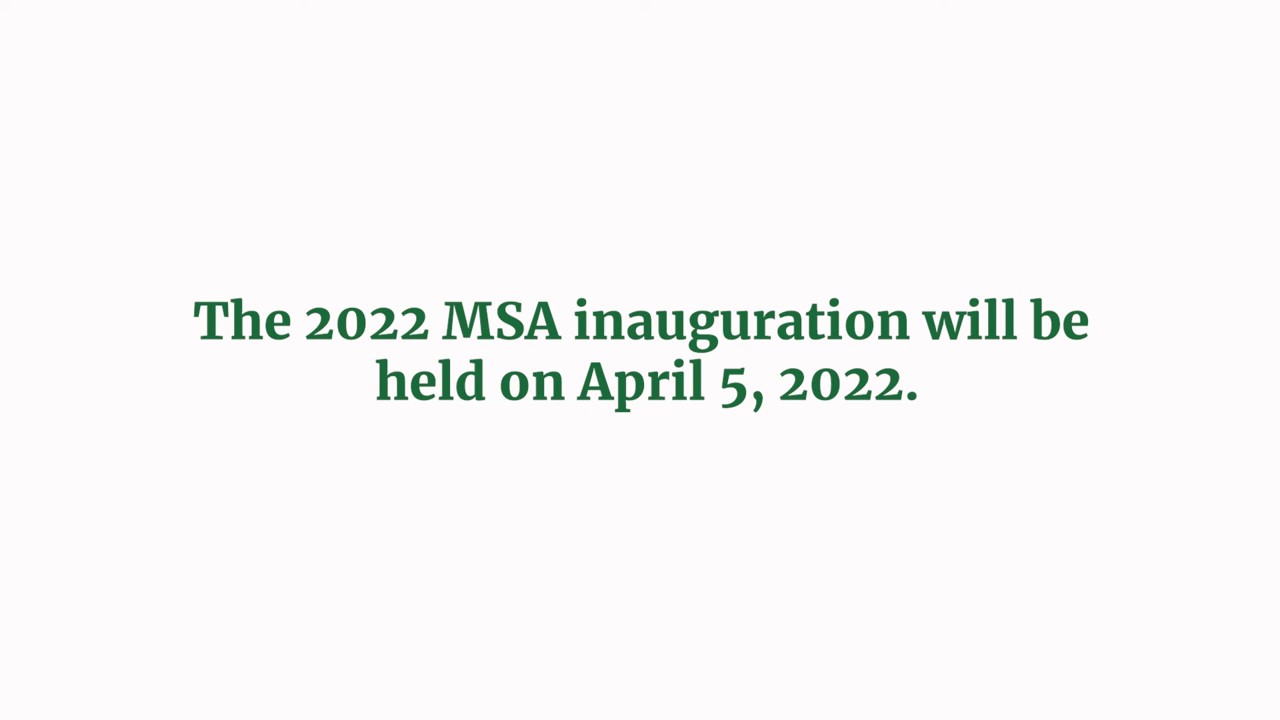 The 2022 MSA inauguration will be
held on April 5, 2022.